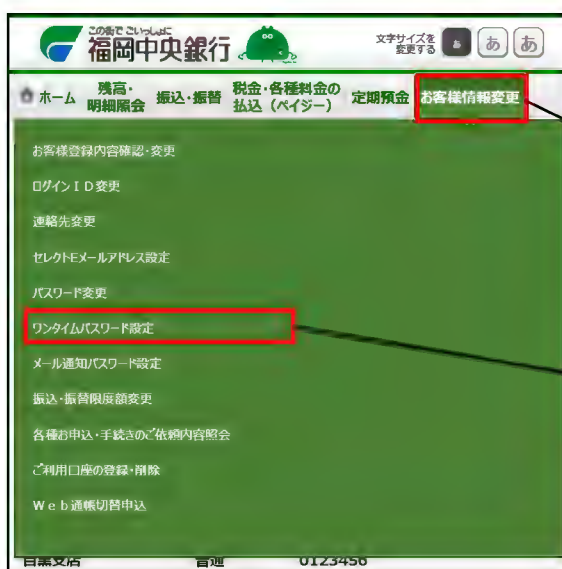 この街でごいっしょに
福岡中央銀行
文字サイズを
変更する
あ
あ
あ
ホーム
残高・
明細照会
振込・振替
税金・各種料金の
払込（ペイジー）
定期預金
お客様情報変更
お客様登録内容確認・変更
ログインＩＤ変更
連絡先変更
セレクトEメールアドレス設定
パスワード変更
ワンタイムパスワード設定
メール通知パスワード設定
振込・振替限度額変更
各種お申込・手続きのご依頼内容照会
ご利用口座の登録・削除
Ｗｅｂ通帳切替申込
目黒支店
普通
0123456